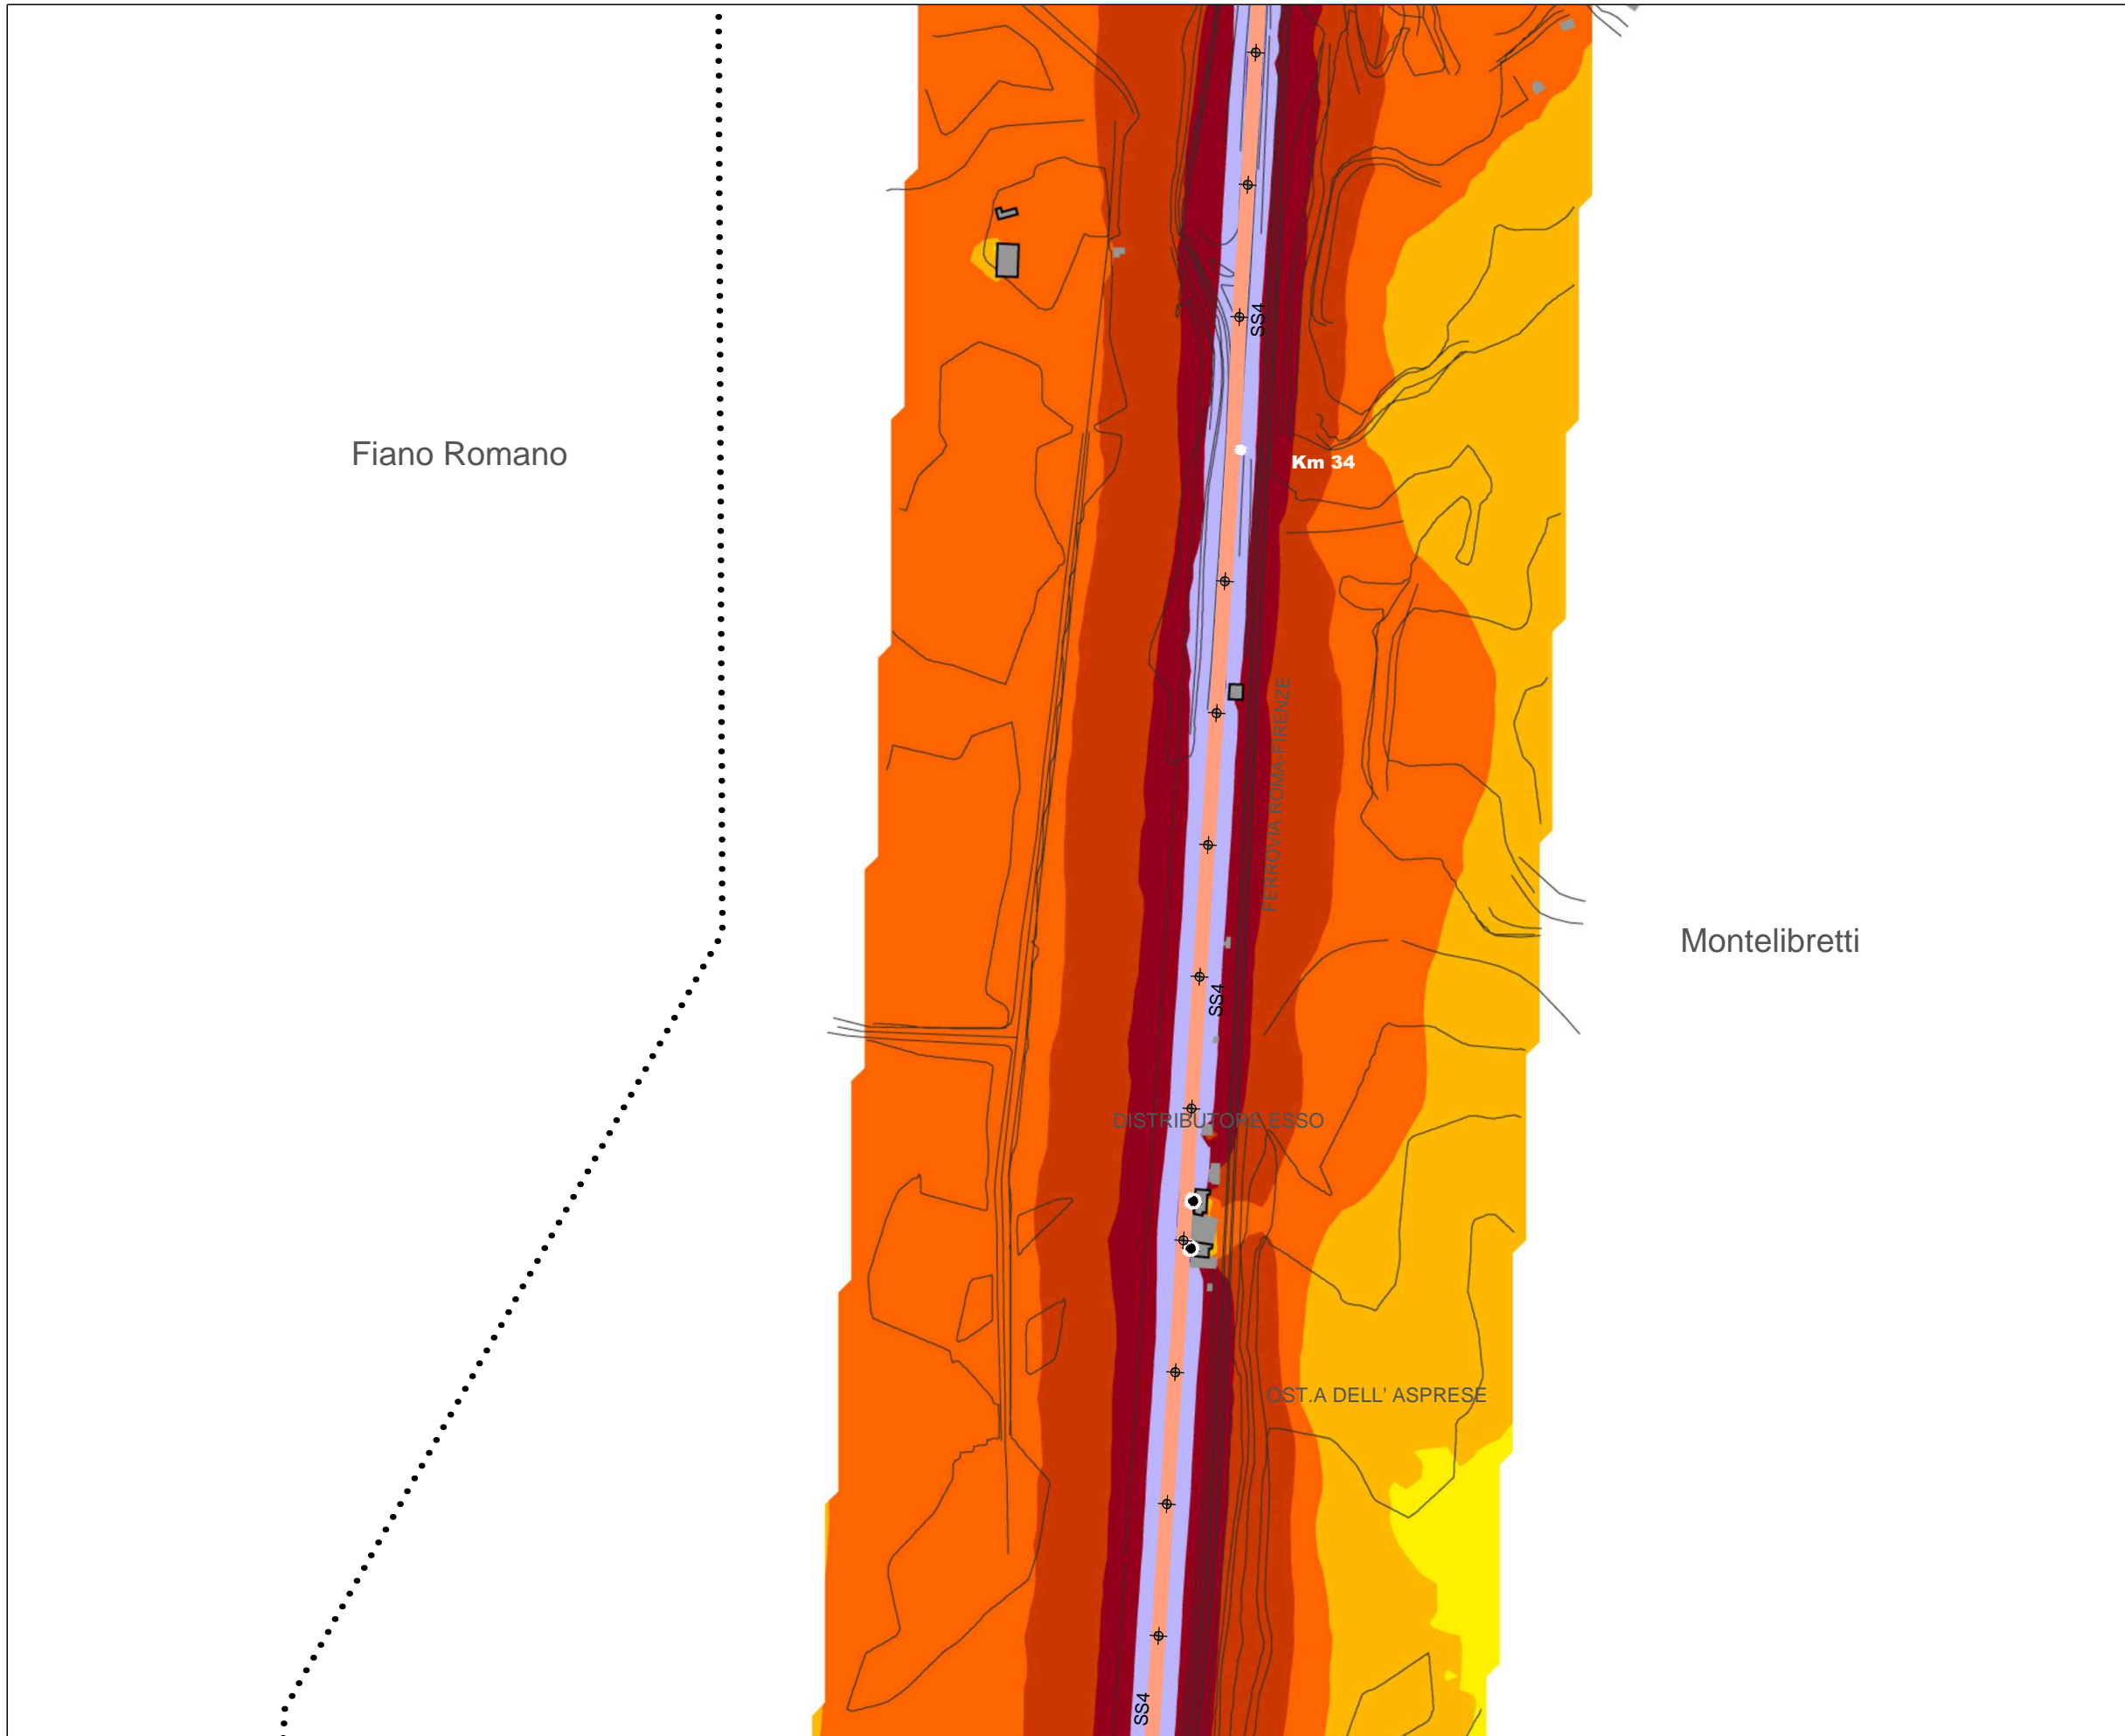 SS4
Fiano Romano
Km 34
FERROVIA ROMA-FIRENZE
Montelibretti
SS4
DISTRIBUTORE ESSO
OST.A DELL' ASPRESE
SS4